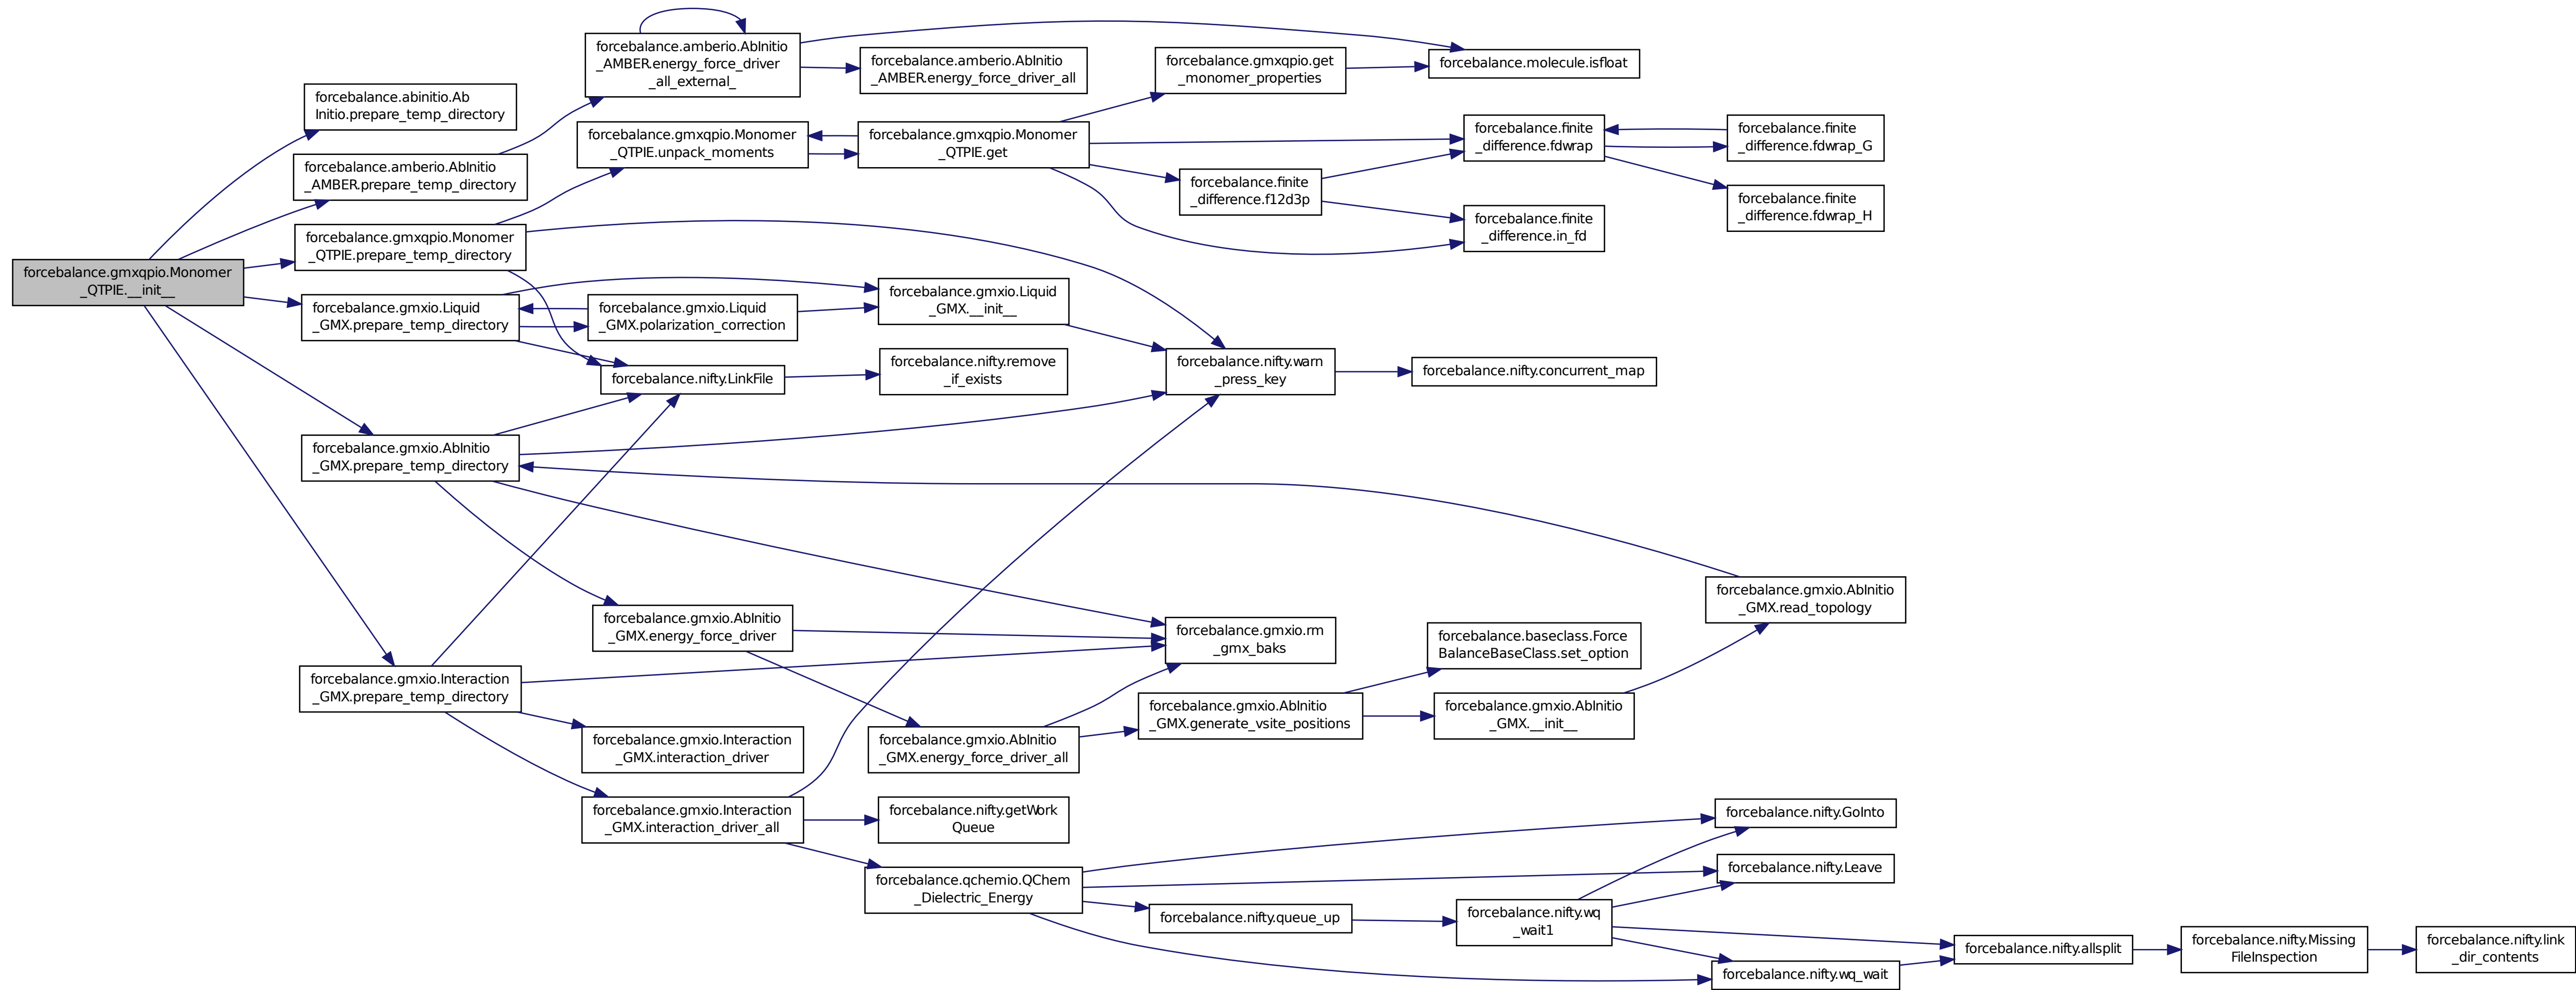 forcebalance.gmxqpio.Monomer
_QTPIE.__init__
forcebalance.abinitio.Ab
Initio.prepare_temp_directory
forcebalance.amberio.AbInitio
_AMBER.prepare_temp_directory
forcebalance.gmxqpio.Monomer
_QTPIE.prepare_temp_directory
forcebalance.gmxio.Liquid
_GMX.prepare_temp_directory
forcebalance.gmxio.AbInitio
_GMX.prepare_temp_directory
forcebalance.gmxio.Interaction
_GMX.prepare_temp_directory
forcebalance.amberio.AbInitio
_AMBER.energy_force_driver
_all_external_
forcebalance.gmxqpio.Monomer
_QTPIE.unpack_moments
forcebalance.gmxio.Liquid
_GMX.polarization_correction
forcebalance.nifty.LinkFile
forcebalance.gmxio.AbInitio
_GMX.energy_force_driver
forcebalance.gmxio.Interaction
_GMX.interaction_driver
forcebalance.gmxio.Interaction
_GMX.interaction_driver_all
forcebalance.amberio.AbInitio
_AMBER.energy_force_driver_all
forcebalance.gmxqpio.Monomer
_QTPIE.get
forcebalance.gmxio.Liquid
_GMX.__init__
forcebalance.nifty.remove
_if_exists
forcebalance.gmxio.AbInitio
_GMX.energy_force_driver_all
forcebalance.nifty.getWork
Queue
forcebalance.qchemio.QChem
_Dielectric_Energy
forcebalance.gmxqpio.get
_monomer_properties
forcebalance.finite
_difference.f12d3p
forcebalance.nifty.warn
_press_key
forcebalance.gmxio.rm
_gmx_baks
forcebalance.gmxio.AbInitio
_GMX.generate_vsite_positions
forcebalance.nifty.queue_up
forcebalance.molecule.isfloat
forcebalance.finite
_difference.fdwrap
forcebalance.finite
_difference.in_fd
forcebalance.nifty.concurrent_map
forcebalance.baseclass.Force
BalanceBaseClass.set_option
forcebalance.gmxio.AbInitio
_GMX.__init__
forcebalance.nifty.wq
_wait1
forcebalance.finite
_difference.fdwrap_G
forcebalance.finite
_difference.fdwrap_H
forcebalance.gmxio.AbInitio
_GMX.read_topology
forcebalance.nifty.GoInto
forcebalance.nifty.Leave
forcebalance.nifty.wq_wait
forcebalance.nifty.allsplit
forcebalance.nifty.Missing
FileInspection
forcebalance.nifty.link
_dir_contents